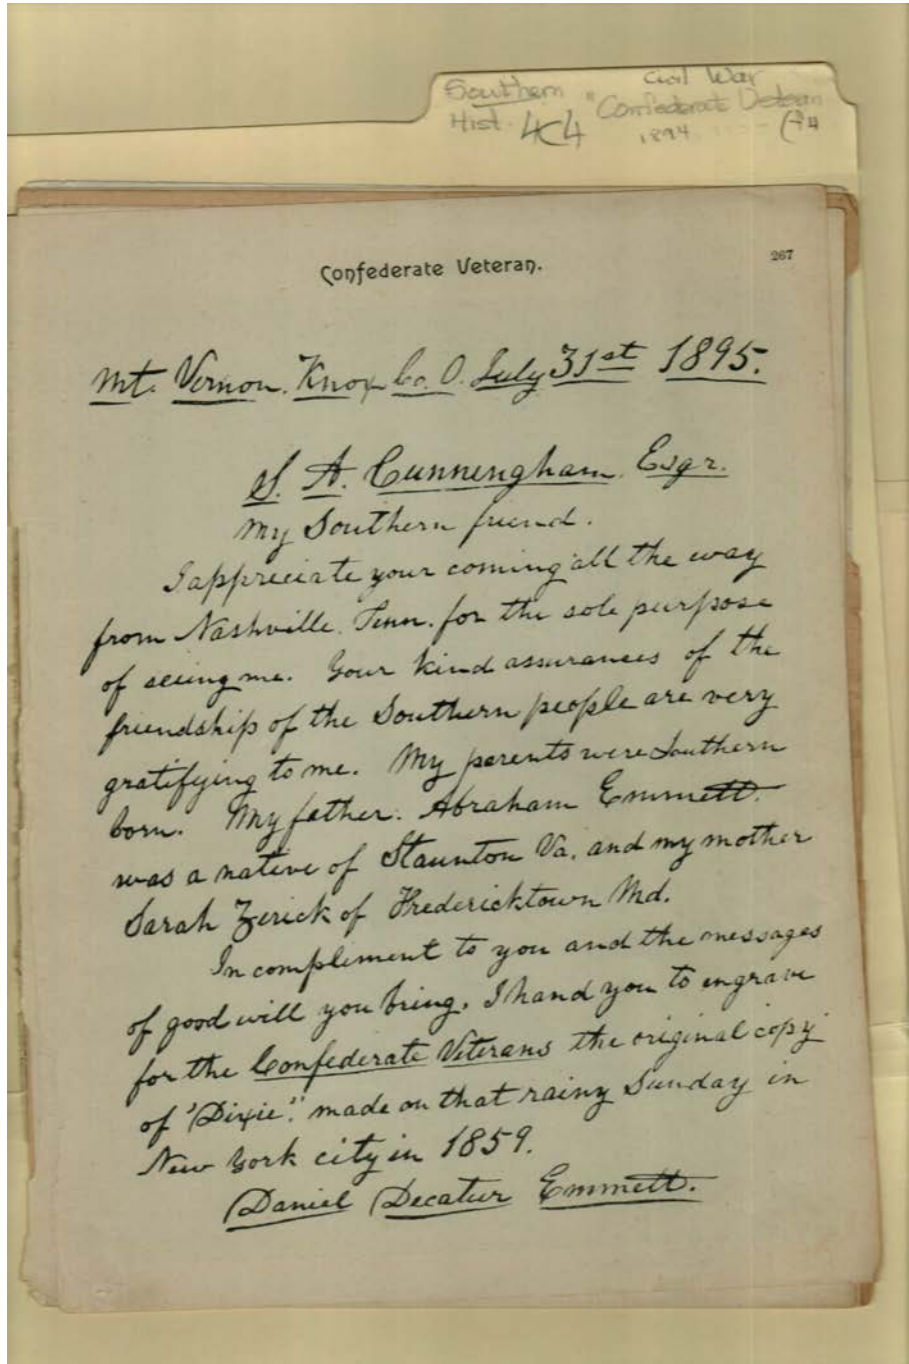 Southern
Hist.
Civil War
"Confederate Veteran
1894
Confederate Veteran.
267
Mt. Vernon. Knox Co. O. July 31st 1895.
S. A. Cunningham. Esqr.
My Southern friend.
I appreciate your coming all the way
from Nashville. Tenn. for the sole purpose
of seeing me. Your kind assurances of the
friendship of the Southern people are very
gratifying to me. My parents were Southern
born. My father. Abraham Emmett.
was a native of Staunton Va. and my mother
Sarah Zerick of Fredericktown Md.
In complement to you and the messages
of good will you bring, I hand you to engrave
for the Confederate Veterans the original copy
of "Dixie". made on that rainy Sunday in
New York city in 1859.
Daniel Decatur Emmett.